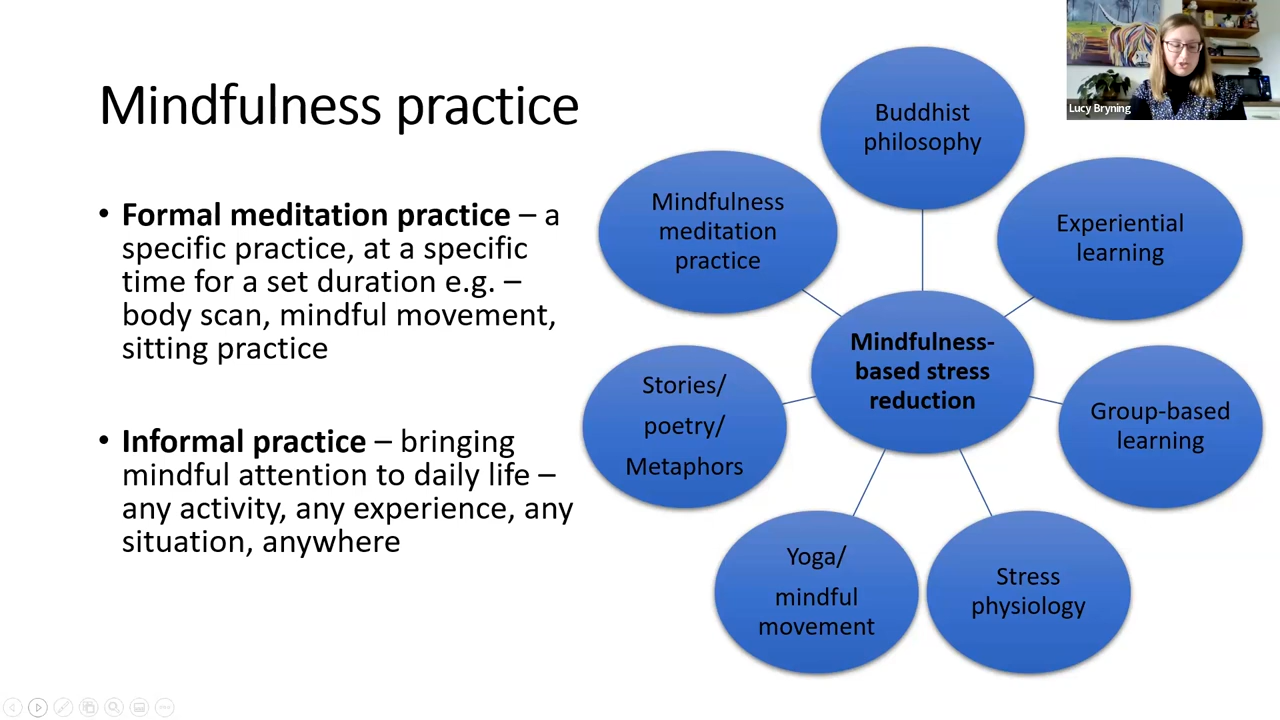 Mindfulness practice
• Formal meditation practice – a
specific practice, at a specific
time for a set duration e.g. –
body scan, mindful movement,
sitting practice
• Informal practice – bringing
mindful attention to daily life –
any activity, any experience, any
situation, anywhere
Buddhist
philosophy
Experiential
learning
Group-based
learning
Stress
physiology
Yoga/
mindful
movement
Stories/
poetry/
Metaphors
Mindfulness
meditation
practice
Mindfulness-
based stress
reduction
Lucy Bryning